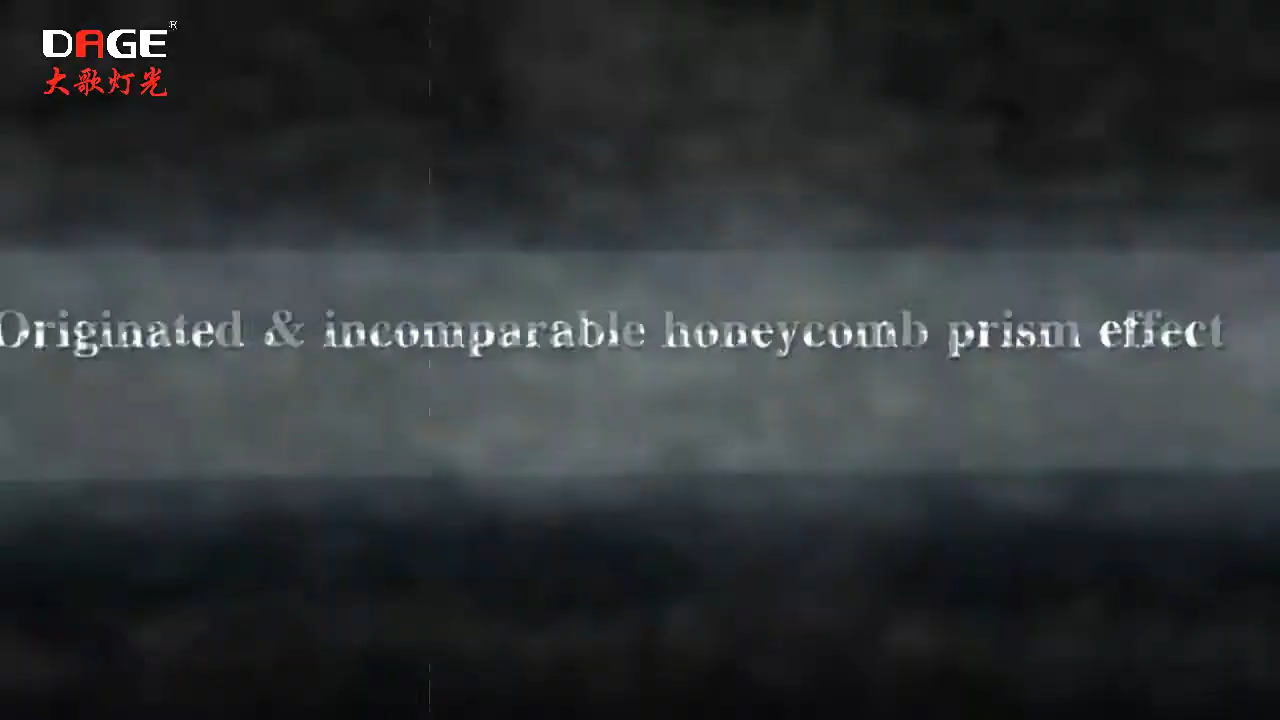 DAGE®
大歌灯光
Originated & incomparable honeycomb prism effect